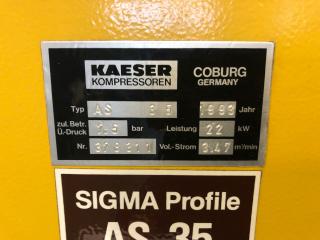 KAESER COBURG
KOMPRESSOREN GERMANY
Typ AS 35 1993 Jahr
zul. Betr.
Ü.-Druck 7.5 bar Leistung 22 kW
Nr. Vol.-Strom 3.47 m³/min
SIGMA Profile
AS 35